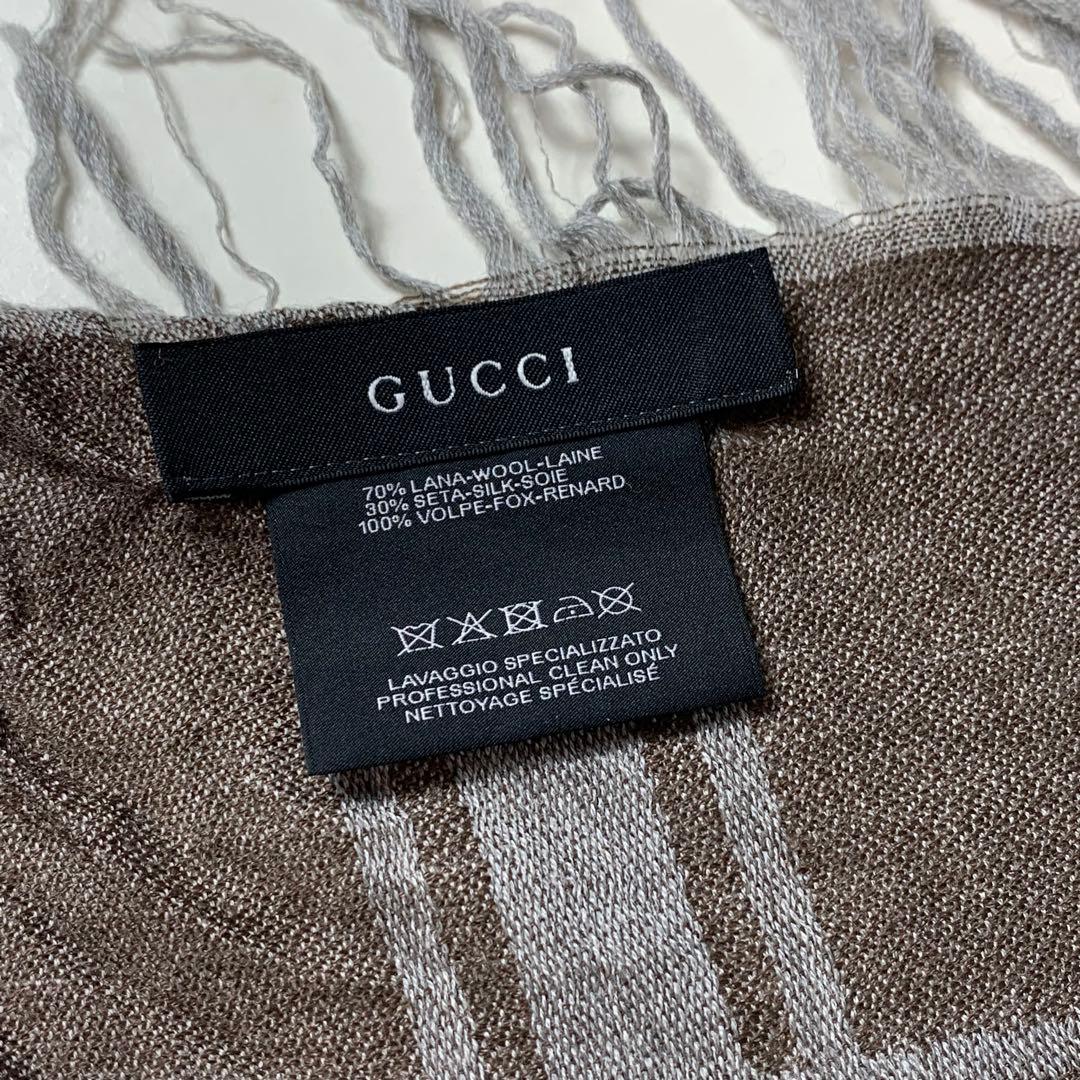 GUCCI
70% LANA-WOOL-LAINE
30% SETA-SILK-SOIE
100% VOLPE-FOX-RENARD
LAVAGGIO SPECIALIZZATO
PROFESSIONAL CLEAN ONLY
NETTOYAGE SPÉCIALISÉ